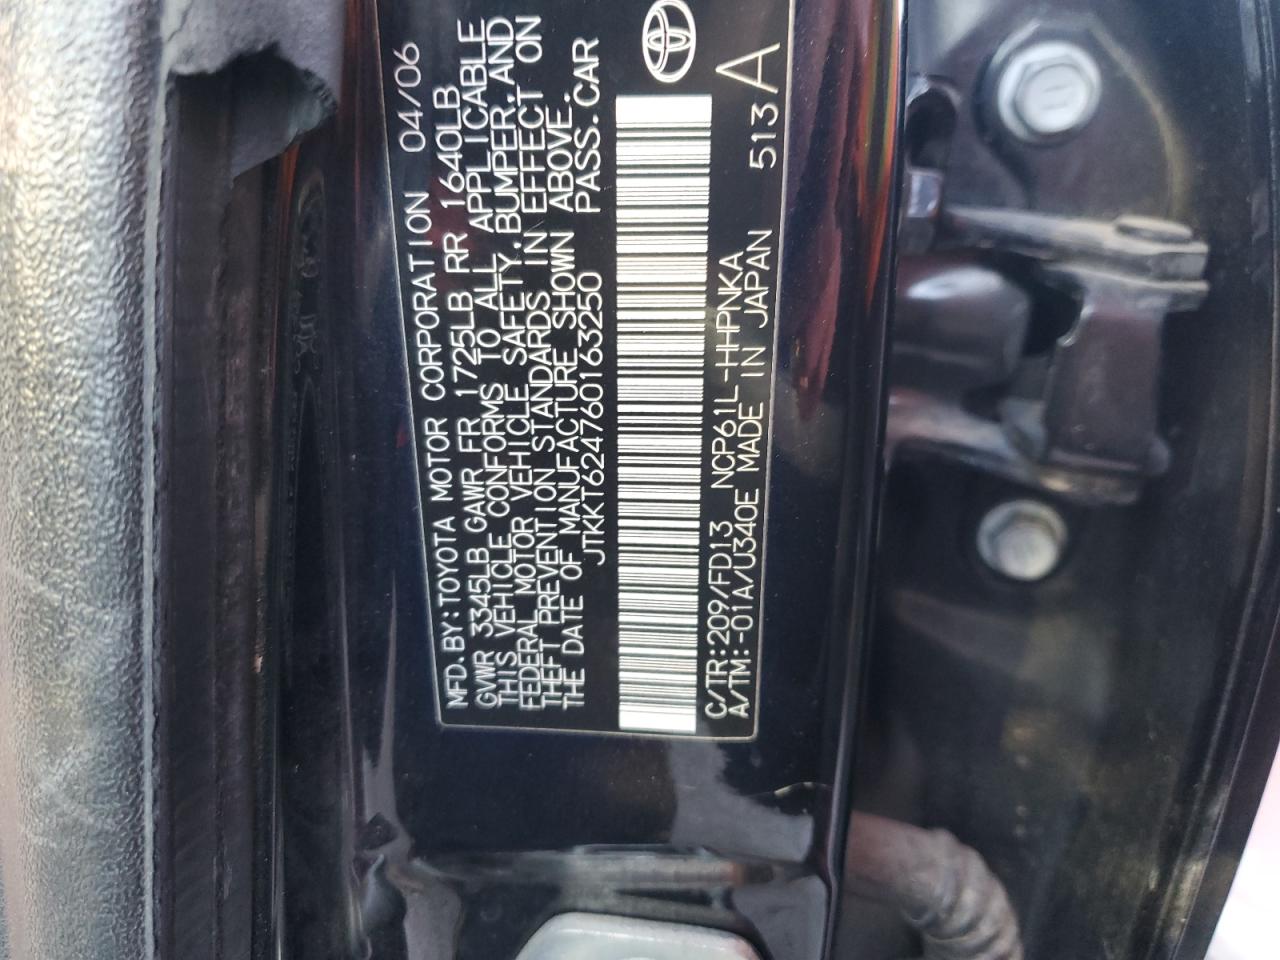 MFD. BY: TOYOTA MOTOR CORPORATION 04/06
GVWR 3345LB GAWR FR 1725LB RR 1640LB
THIS VEHICLE CONFORMS TO ALL APPLICABLE
FEDERAL MOTOR VEHICLE SAFETY, BUMPER, AND
THEFT PREVENTION STANDARDS IN EFFECT ON
THE DATE OF MANUFACTURE SHOWN ABOVE.
JTKKT624760163250 PASS. CAR
C/TR:209/FD13 NCP61L-HHPNKA
A/TM:-01A/U340E MADE IN JAPAN 513A